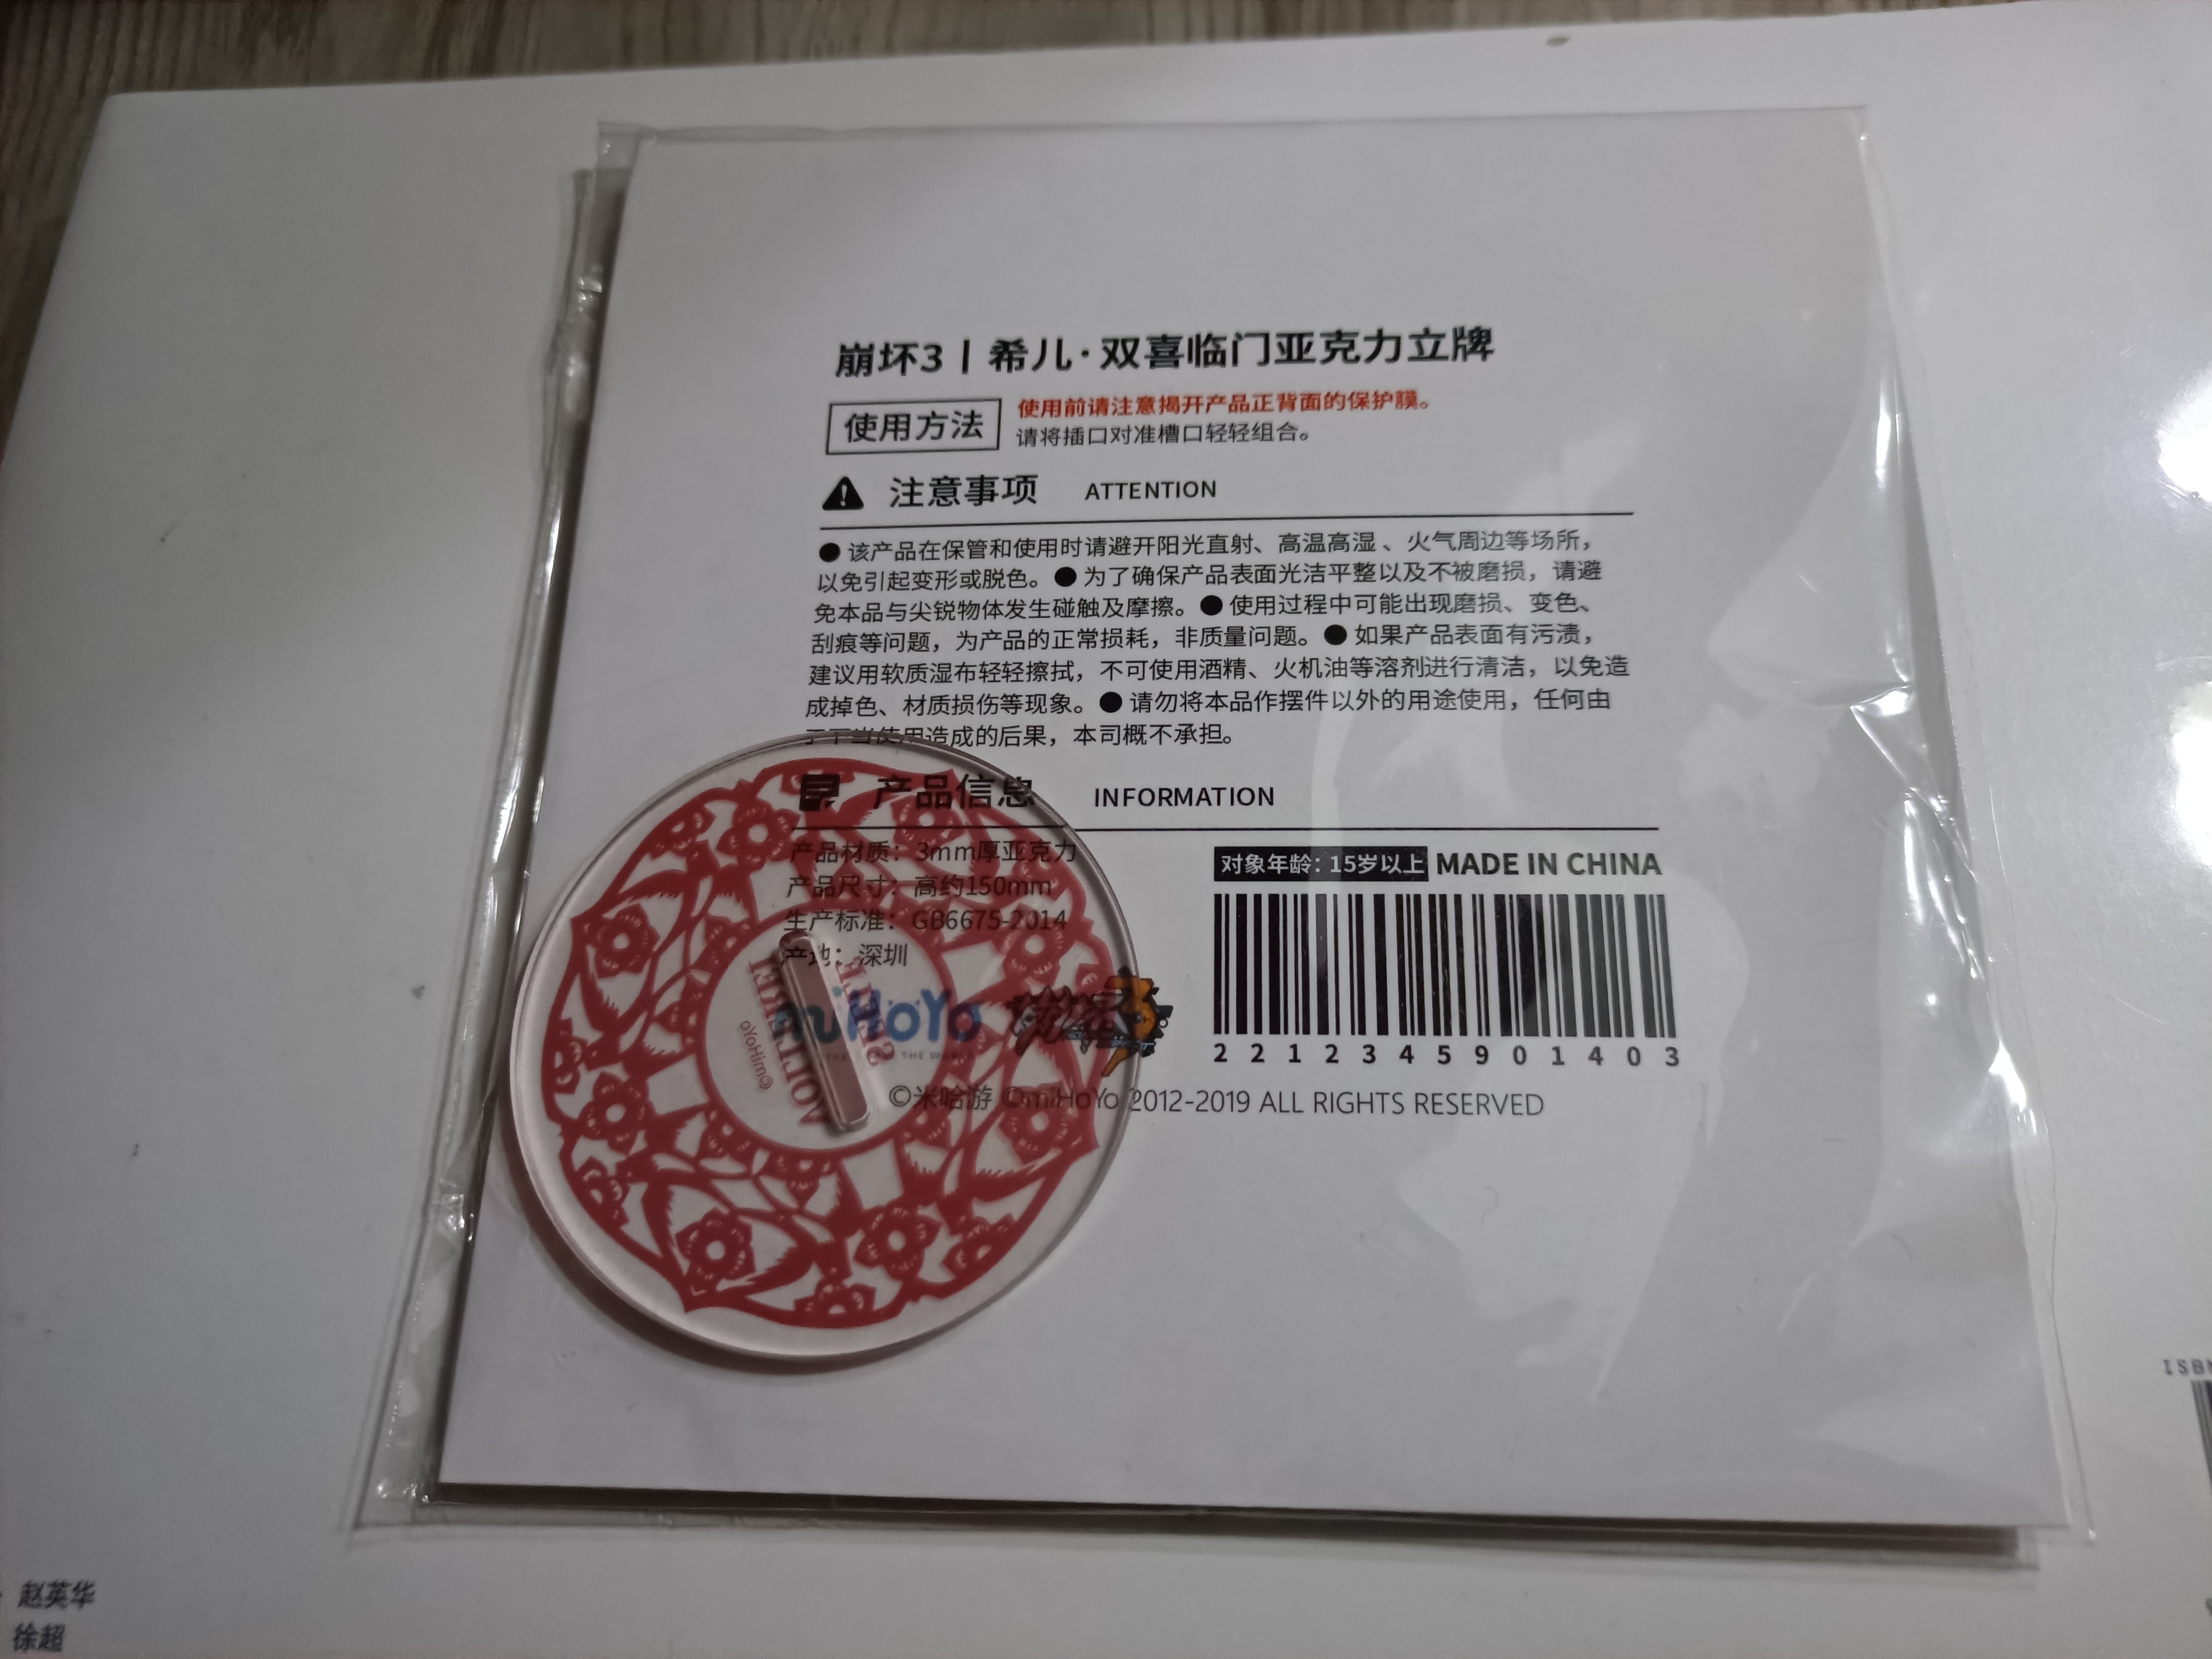 崩坏3丨希儿·双喜临门亚克力立牌
使用方法
使用前请注意揭开产品正背面的保护膜。
请将插口对准槽口轻轻组合。
注意事项 ATTENTION
●该产品在保管和使用时请避开阳光直射、高温高湿、火气周边等场所，
以免引起变形或脱色。●为了确保产品表面光洁平整以及不被磨损，请避
免本品与尖锐物体发生碰触及摩擦。●使用过程中可能出现磨损、变色、
刮痕等问题，为产品的正常损耗，非质量问题。●如果产品表面有污渍，
建议用软质湿布轻轻擦拭，不可使用酒精、火机油等溶剂进行清洁，以免造
成掉色、材质损伤等现象。●请勿将本品作摆件以外的用途使用，任何由
于不当使用造成的后果，本司概不承担。
产品信息 INFORMATION
产品材质：3mm厚亚克力
产品尺寸：高约150mm
生产标准：GB6675-2014
产地：深圳
对象年龄：15岁以上 MADE IN CHINA
miHoYo
崩坏3
2212345901403
©米哈游 ©miHoYo 2012-2019 ALL RIGHTS RESERVED
VOLLEREI
©miHoYo
赵英华
徐超